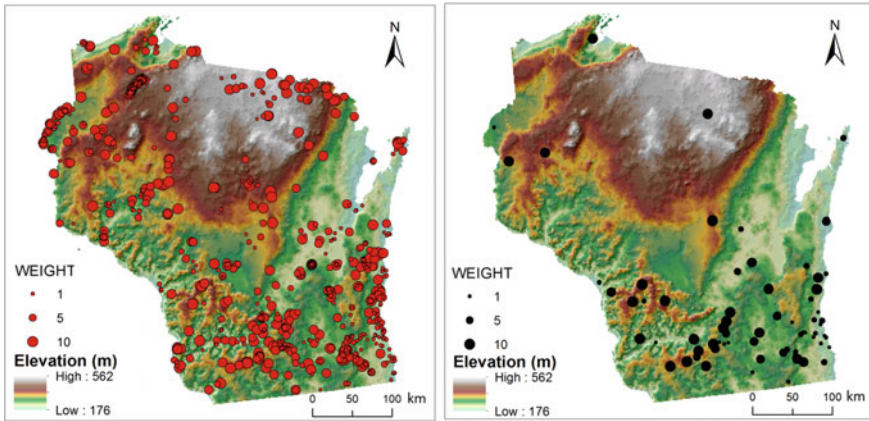 N
WEIGHT
1
5
10
Elevation (m)
High : 562
Low : 176
km
0 50 100
N
WEIGHT
1
5
10
Elevation (m)
High : 562
Low : 176
km
0 50 100